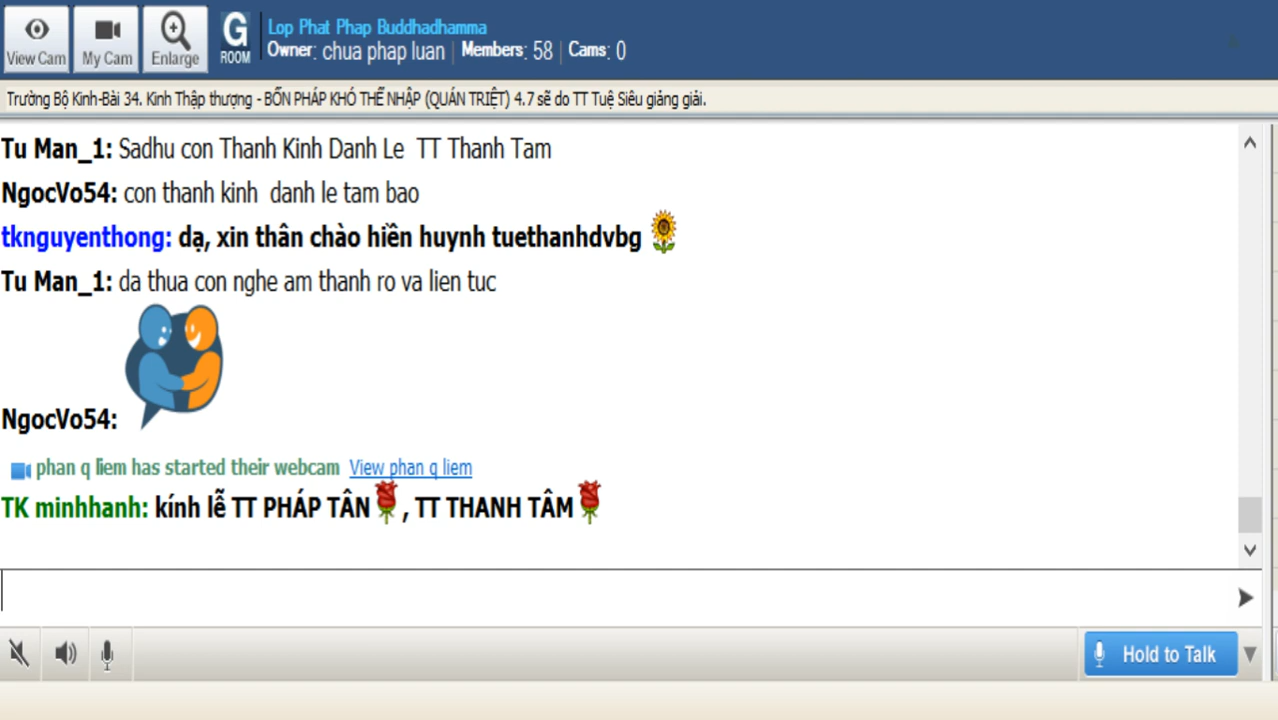 View Cam
My Cam
Enlarge
G
ROOM
Lop Phat Phap Buddhadhamma
Owner: chua phap luan | Members: 58 | Cams: 0
Trường Bộ Kinh-Bài 34. Kinh Thập thượng - BỐN PHÁP KHÓ THỂ NHẬP (QUÁN TRIỆT) 4.7 sẽ do TT Tuệ Siêu giảng giải.
Tu Man_1: Sadhu con Thanh Kinh Danh Le TT Thanh Tam
NgocVo54: con thanh kinh danh le tam bao
tknguyenthong: dạ, xin thân chào hiền huynh tuethanhdvbg
Tu Man_1: da thua con nghe am thanh ro va lien tuc
NgocVo54:
phan q liem has started their webcam View phan q liem
TK minhhanh: kính lễ TT PHÁP TÂN, TT THANH TÂM
Hold to Talk